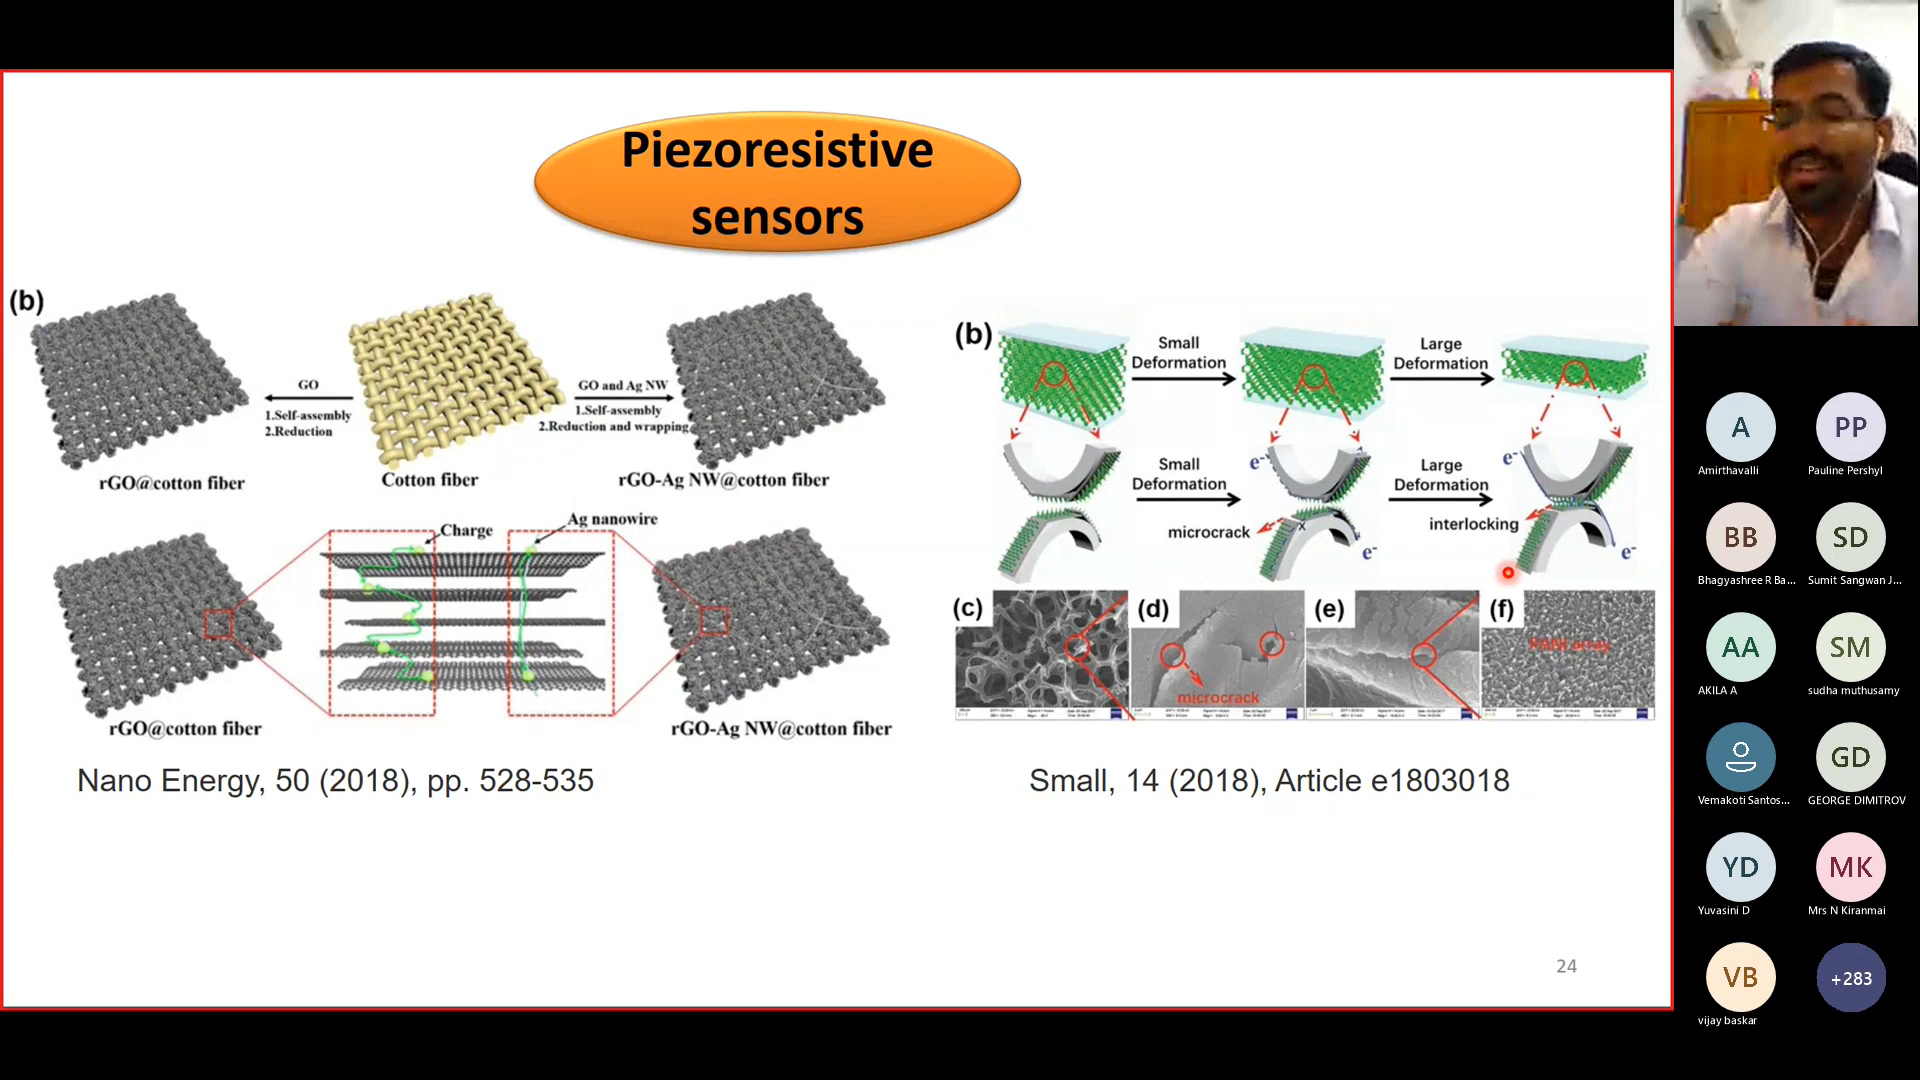 Piezoresistive
sensors
(b)
GO
1.Self-assembly
2.Reduction
GO and Ag NW
1.Self-assembly
2.Reduction and wrapping
rGO@cotton fiber
Cotton fiber
rGO-Ag NW@cotton fiber
Charge
Ag nanowire
rGO@cotton fiber
rGO-Ag NW@cotton fiber
Nano Energy, 50 (2018), pp. 528-535
(b)
Small
Deformation
Large
Deformation
Small
Deformation
Large
Deformation
e-
e-
microcrack
x
interlocking
e-
e-
(c)
(d)
(e)
(f)
microcrack
PANI array
Small, 14 (2018), Article e1803018
24
A
Amirthavalli
PP
Pauline Pershyl
BB
Bhagyashree R Ba...
SD
Sumit Sangwan J...
AA
AKILA A
SM
sudha muthusamy
Vemakoti Santos...
GD
GEORGE DIMITROV
YD
Yuvasini D
MK
Mrs N Kiranmai
VB
vijay baskar
+283